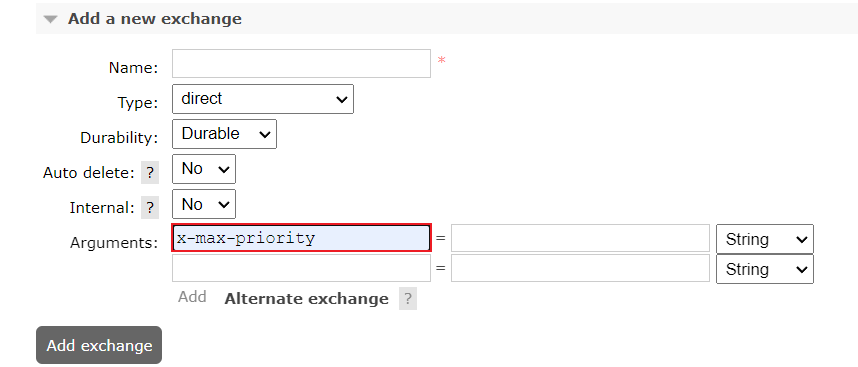 Add a new exchange
Name: *
Type: direct
Durability: Durable
Auto delete: ? No
Internal: ? No
Arguments: x-max-priority = String
= String
Add Alternate exchange ?
Add exchange